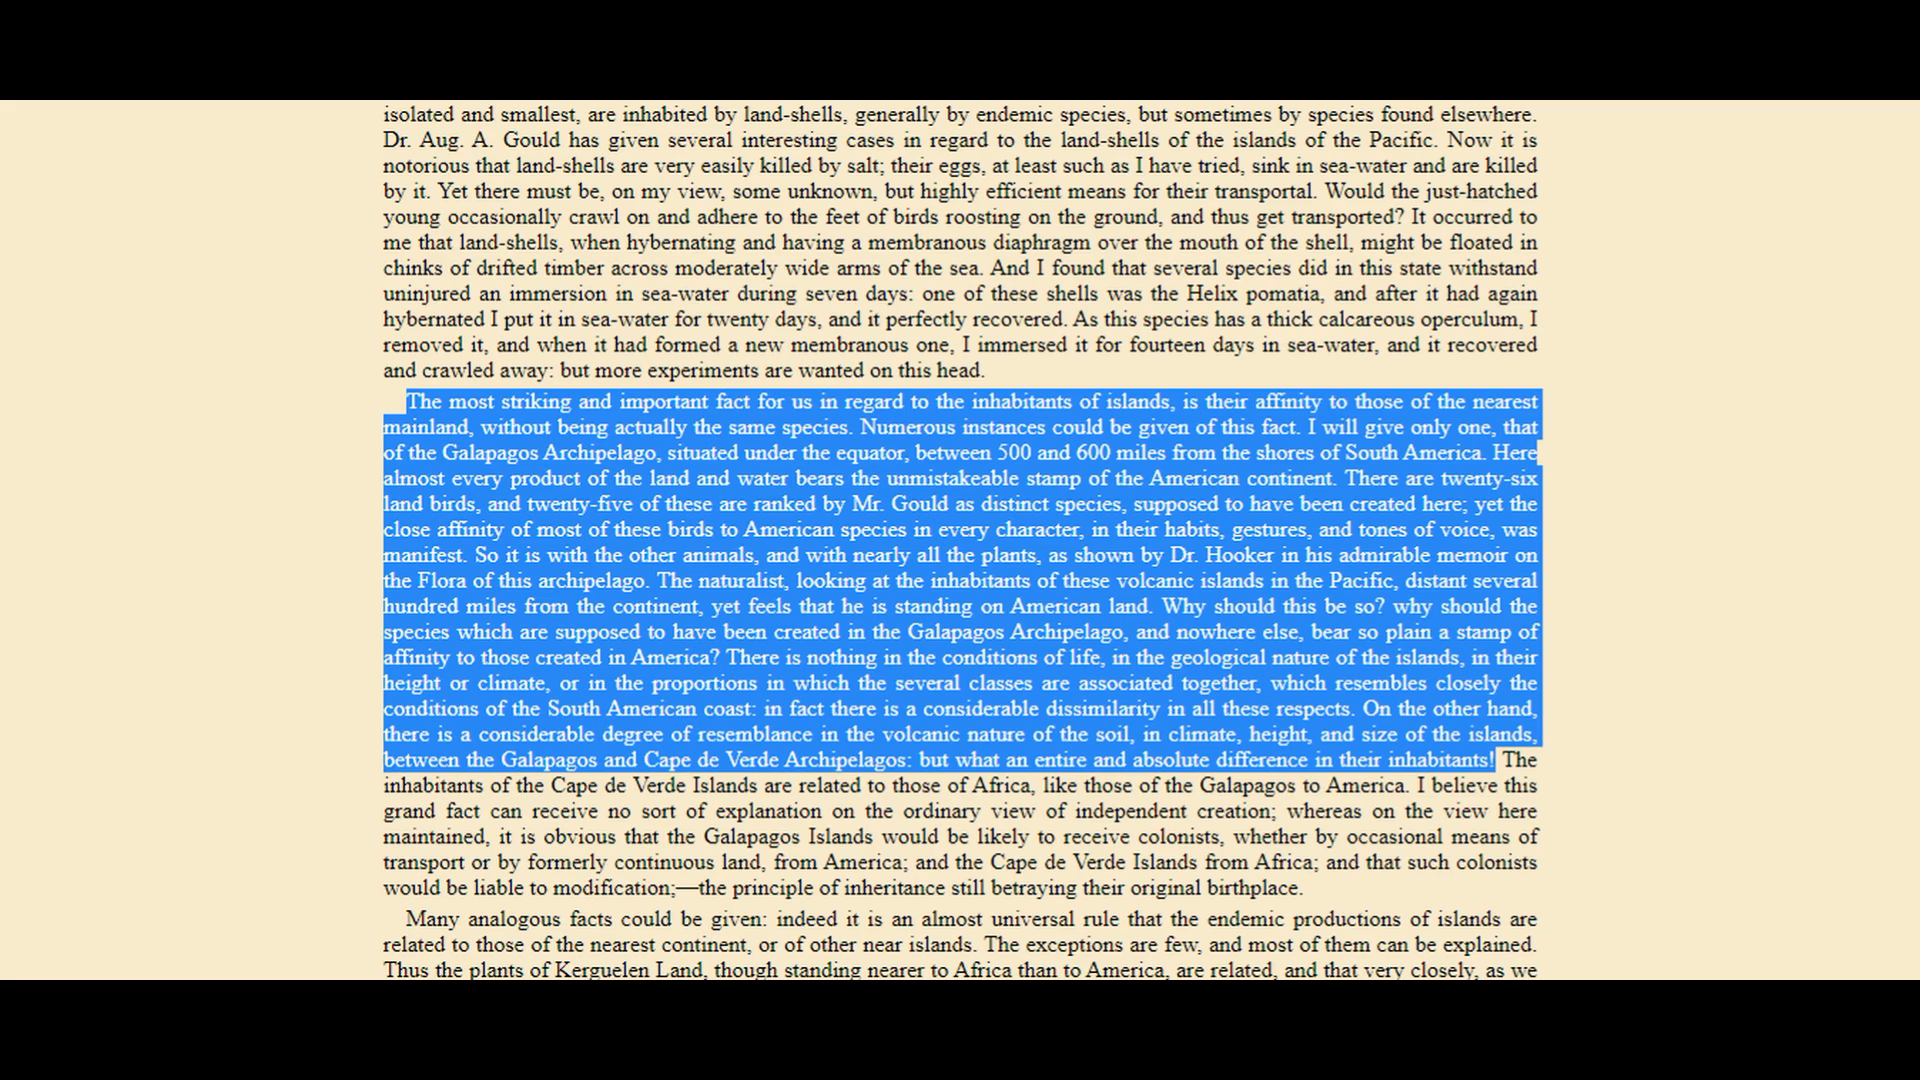 isolated and smallest, are inhabited by land-shells, generally by endemic species, but sometimes by species found elsewhere.
Dr. Aug. A. Gould has given several interesting cases in regard to the land-shells of the islands of the Pacific. Now it is
notorious that land-shells are very easily killed by salt; their eggs, at least such as I have tried, sink in sea-water and are killed
by it. Yet there must be, on my view, some unknown, but highly efficient means for their transportal. Would the just-hatched
young occasionally crawl on and adhere to the feet of birds roosting on the ground, and thus get transported? It occurred to
me that land-shells, when hybernating and having a membranous diaphragm over the mouth of the shell, might be floated in
chinks of drifted timber across moderately wide arms of the sea. And I found that several species did in this state withstand
uninjured an immersion in sea-water during seven days: one of these shells was the Helix pomatia, and after it had again
hybernated I put it in sea-water for twenty days, and it perfectly recovered. As this species has a thick calcareous operculum, I
removed it, and when it had formed a new membranous one, I immersed it for fourteen days in sea-water, and it recovered
and crawled away: but more experiments are wanted on this head.
The most striking and important fact for us in regard to the inhabitants of islands, is their affinity to those of the nearest
mainland, without being actually the same species. Numerous instances could be given of this fact. I will give only one, that
of the Galapagos Archipelago, situated under the equator, between 500 and 600 miles from the shores of South America. Here
almost every product of the land and water bears the unmistakeable stamp of the American continent. There are twenty-six
land birds, and twenty-five of these are ranked by Mr. Gould as distinct species, supposed to have been created here; yet the
close affinity of most of these birds to American species in every character, in their habits, gestures, and tones of voice, was
manifest. So it is with the other animals, and with nearly all the plants, as shown by Dr. Hooker in his admirable memoir on
the Flora of this archipelago. The naturalist, looking at the inhabitants of these volcanic islands in the Pacific, distant several
hundred miles from the continent, yet feels that he is standing on American land. Why should this be so? why should the
species which are supposed to have been created in the Galapagos Archipelago, and nowhere else, bear so plain a stamp of
affinity to those created in America? There is nothing in the conditions of life, in the geological nature of the islands, in their
height or climate, or in the proportions in which the several classes are associated together, which resembles closely the
conditions of the South American coast: in fact there is a considerable dissimilarity in all these respects. On the other hand,
there is a considerable degree of resemblance in the volcanic nature of the soil, in climate, height, and size of the islands,
between the Galapagos and Cape de Verde Archipelagos: but what an entire and absolute difference in their inhabitants! The
inhabitants of the Cape de Verde Islands are related to those of Africa, like those of the Galapagos to America. I believe this
grand fact can receive no sort of explanation on the ordinary view of independent creation; whereas on the view here
maintained, it is obvious that the Galapagos Islands would be likely to receive colonists, whether by occasional means of
transport or by formerly continuous land, from America; and the Cape de Verde Islands from Africa; and that such colonists
would be liable to modification;—the principle of inheritance still betraying their original birthplace.
Many analogous facts could be given: indeed it is an almost universal rule that the endemic productions of islands are
related to those of the nearest continent, or of other near islands. The exceptions are few, and most of them can be explained.
Thus the plants of Kerguelen Land, though standing nearer to Africa than to America, are related, and that very closely, as we